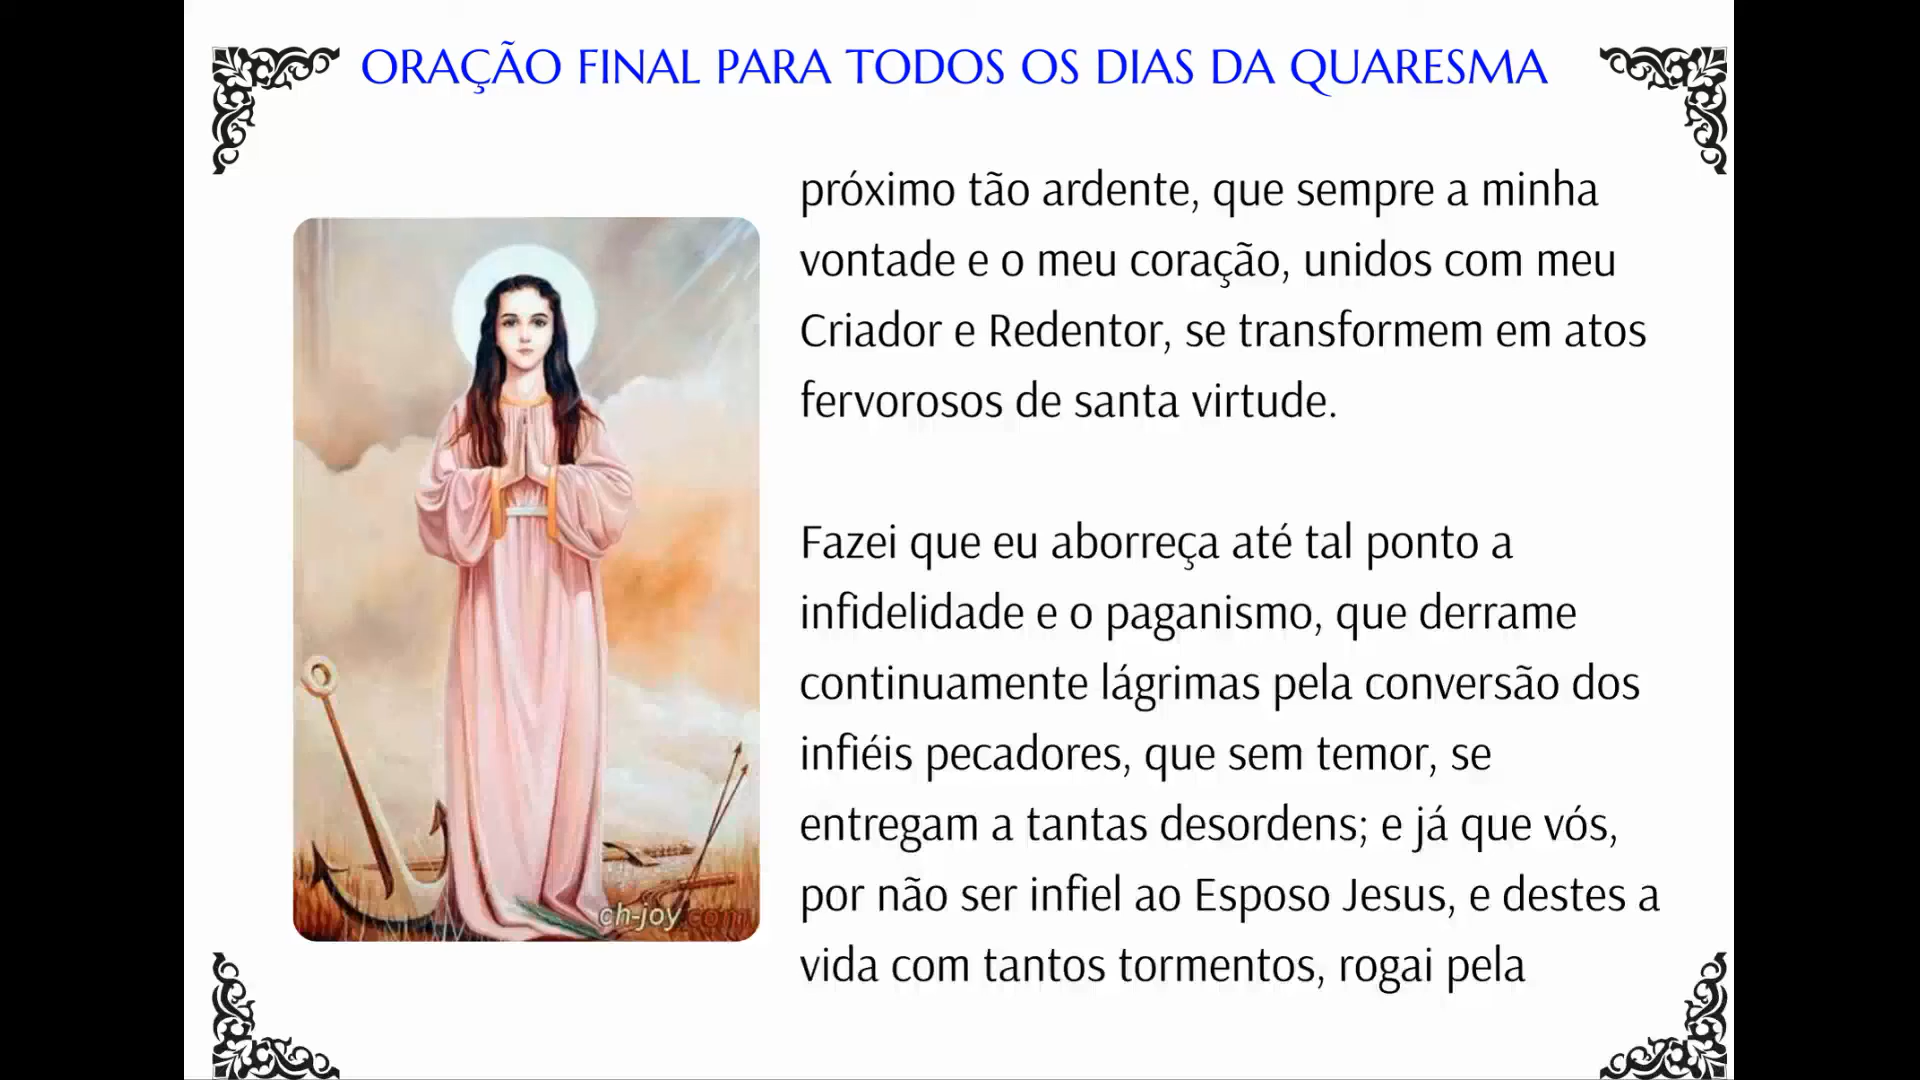 ORAÇÃO FINAL PARA TODOS OS DIAS DA QUARESMA
próximo tão ardente, que sempre a minha
vontade e o meu coração, unidos com meu
Criador e Redentor, se transformem em atos
fervorosos de santa virtude.
Fazei que eu aborreça até tal ponto a
infidelidade e o paganismo, que derrame
continuamente lágrimas pela conversão dos
infiéis pecadores, que sem temor, se
entregam a tantas desordens; e já que vós,
por não ser infiel ao Esposo Jesus, e destes a
vida com tantos tormentos, rogai pela
ch-joy.com